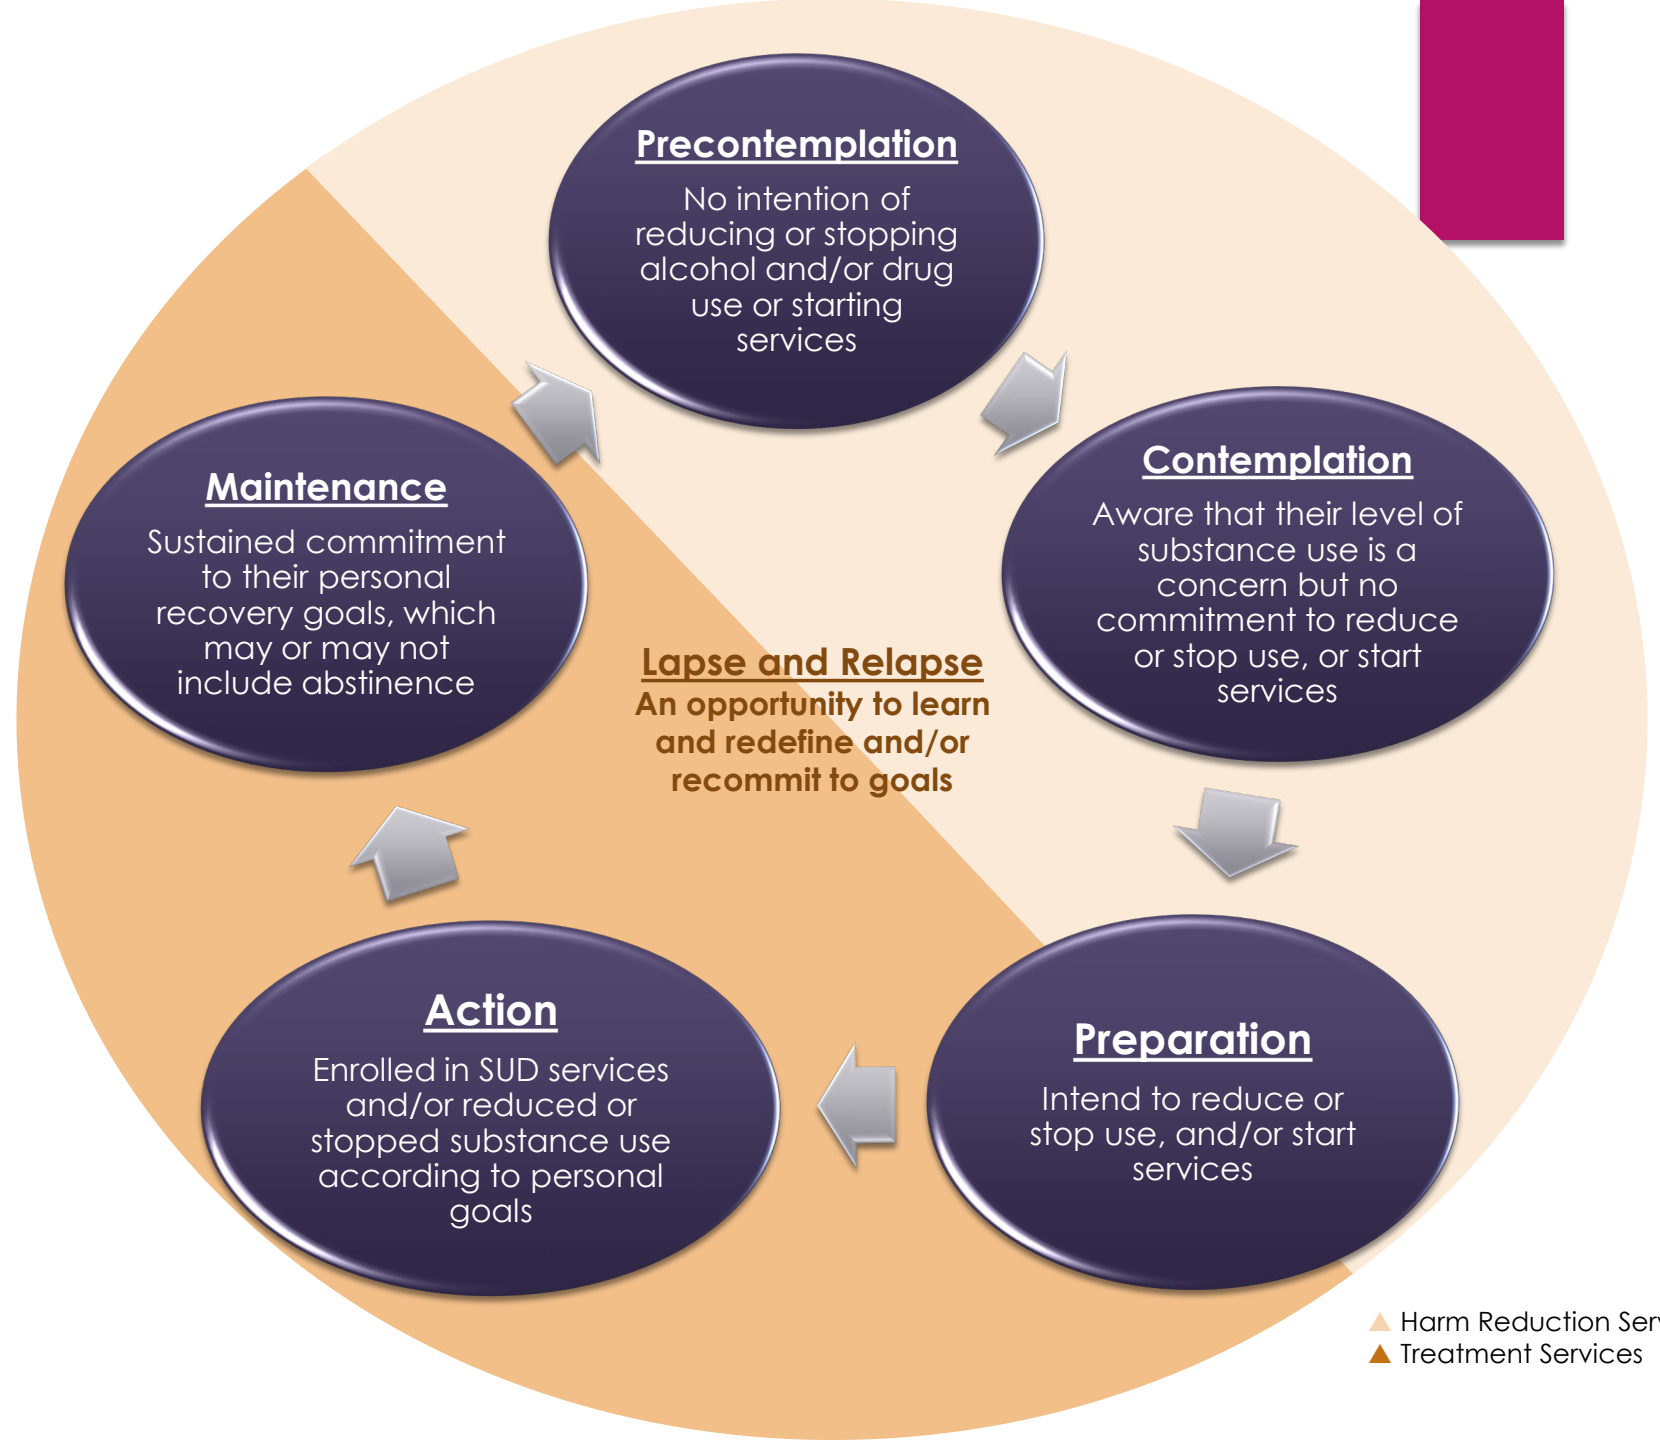 Precontemplation
No intention of
reducing or stopping
alcohol and/or drug
use or starting
services
Contemplation
Aware that their level of
substance use is a
concern but no
commitment to reduce
or stop use, or start
services
Preparation
Intend to reduce or
stop use, and/or start
services
Action
Enrolled in SUD services
and/or reduced or
stopped substance use
according to personal
goals
Maintenance
Sustained commitment
to their personal
recovery goals, which
may or may not
include abstinence
Lapse and Relapse
An opportunity to learn
and redefine and/or
recommit to goals
Harm Reduction
Treatment Services